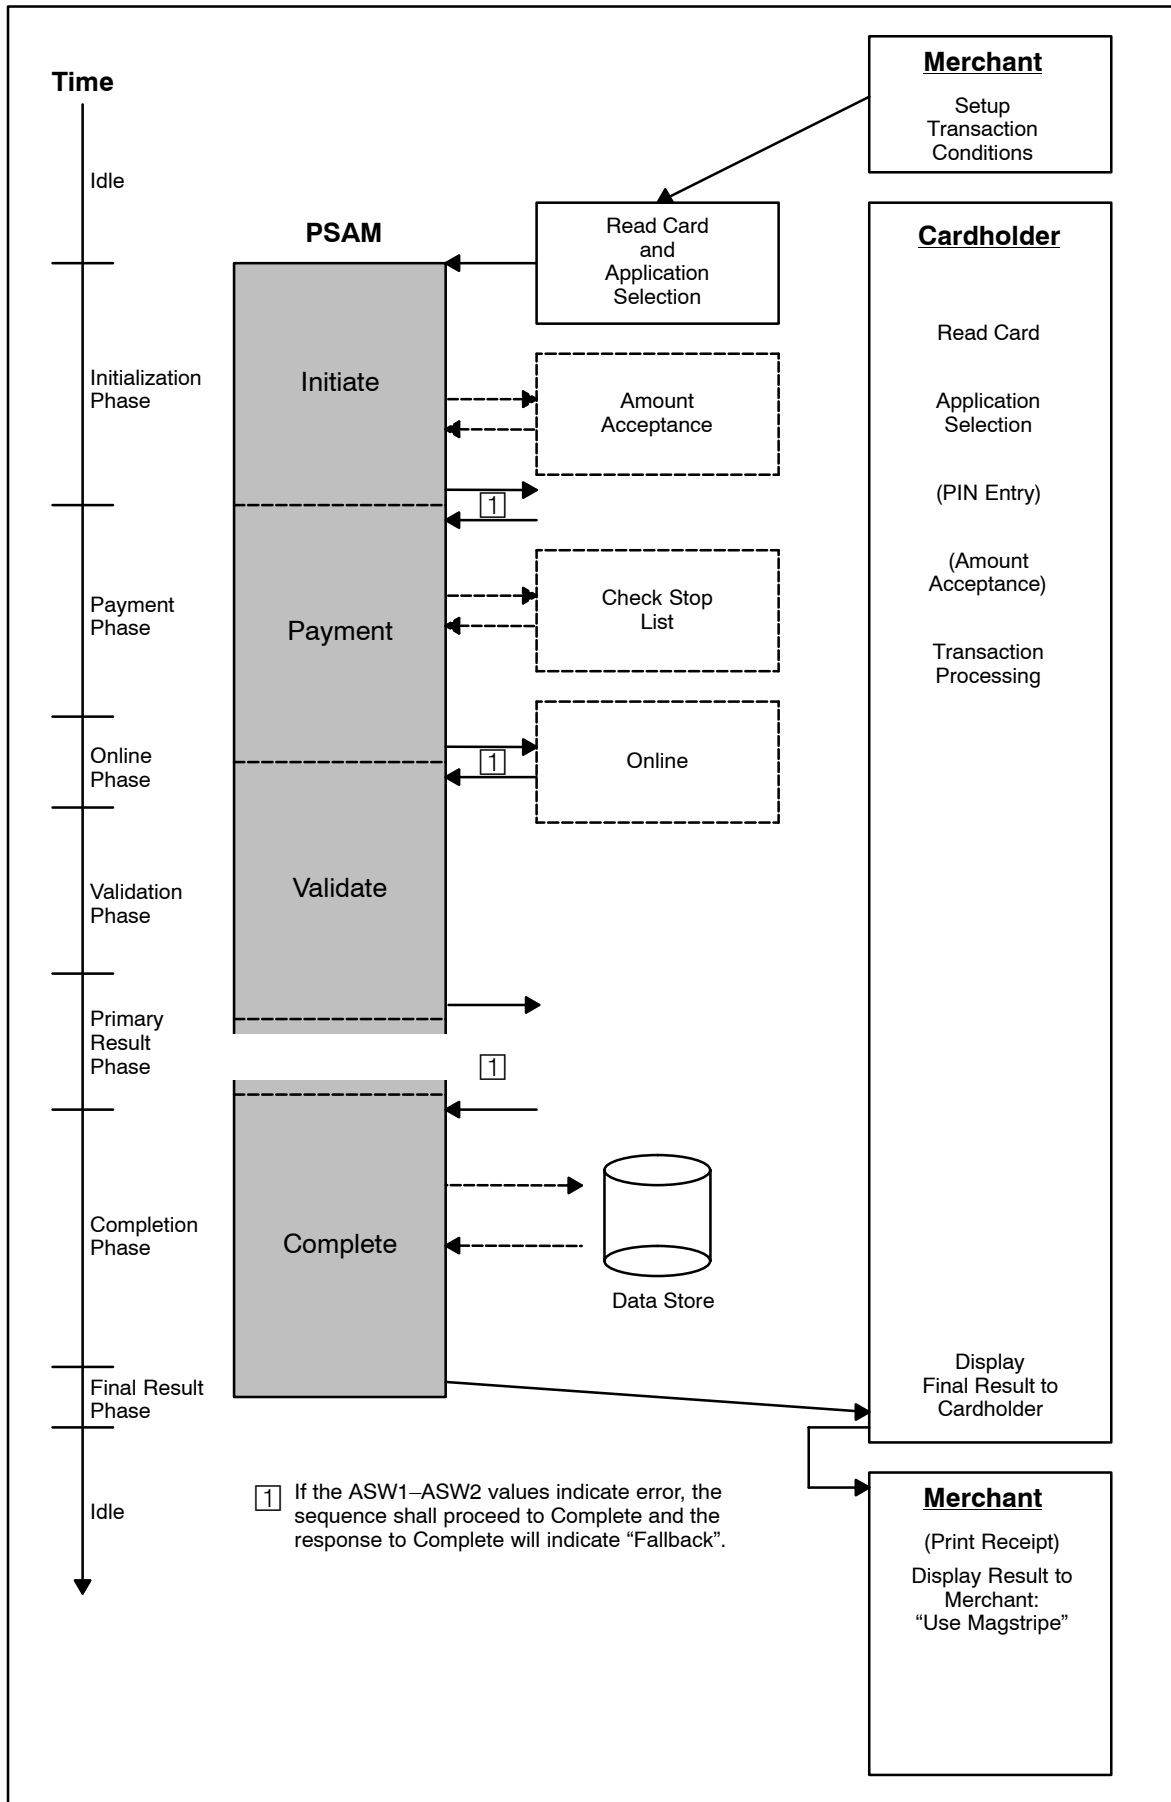 Merchant
Setup
Transaction
Conditions
Time
Idle
PSAM
Read Card
and
Application
Selection
Cardholder
Read Card
Initialization
Phase
Initiate
Amount
Acceptance
Application
Selection
(PIN Entry)
1
Payment
Phase
Payment
Check Stop
List
(Amount
Acceptance)
Transaction
Processing
Online
Phase
1
Online
Validation
Phase
Validate
Primary
Result
Phase
1
Completion
Phase
Complete
Data Store
Final Result
Phase
Display
Final Result to
Cardholder
Idle
1 If the ASW1–ASW2 values indicate error, the
sequence shall proceed to Complete and the
response to Complete will indicate “Fallback”.
Merchant
(Print Receipt)
Display Result to
Merchant:
“Use Magstripe”